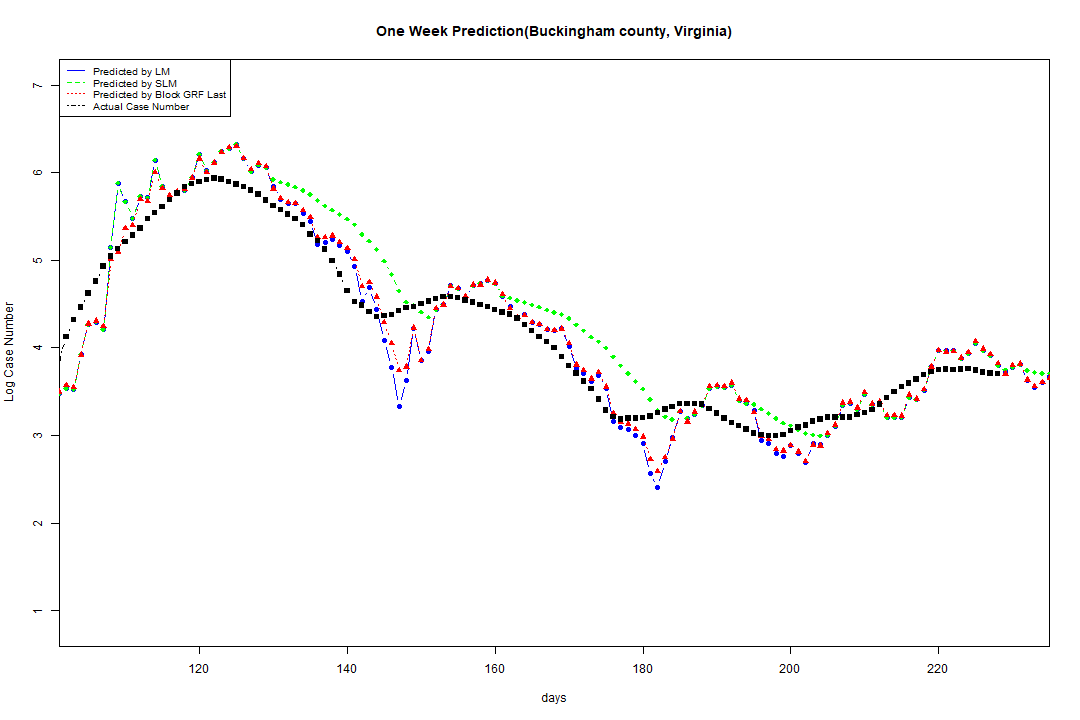 One Week Prediction(Buckingham county, Virginia)
Predicted by LM
Predicted by SLM
Predicted by Block GRF Last
Actual Case Number
7
6
5
4
3
2
1
Log Case Number
120 140 160 180 200 220
days